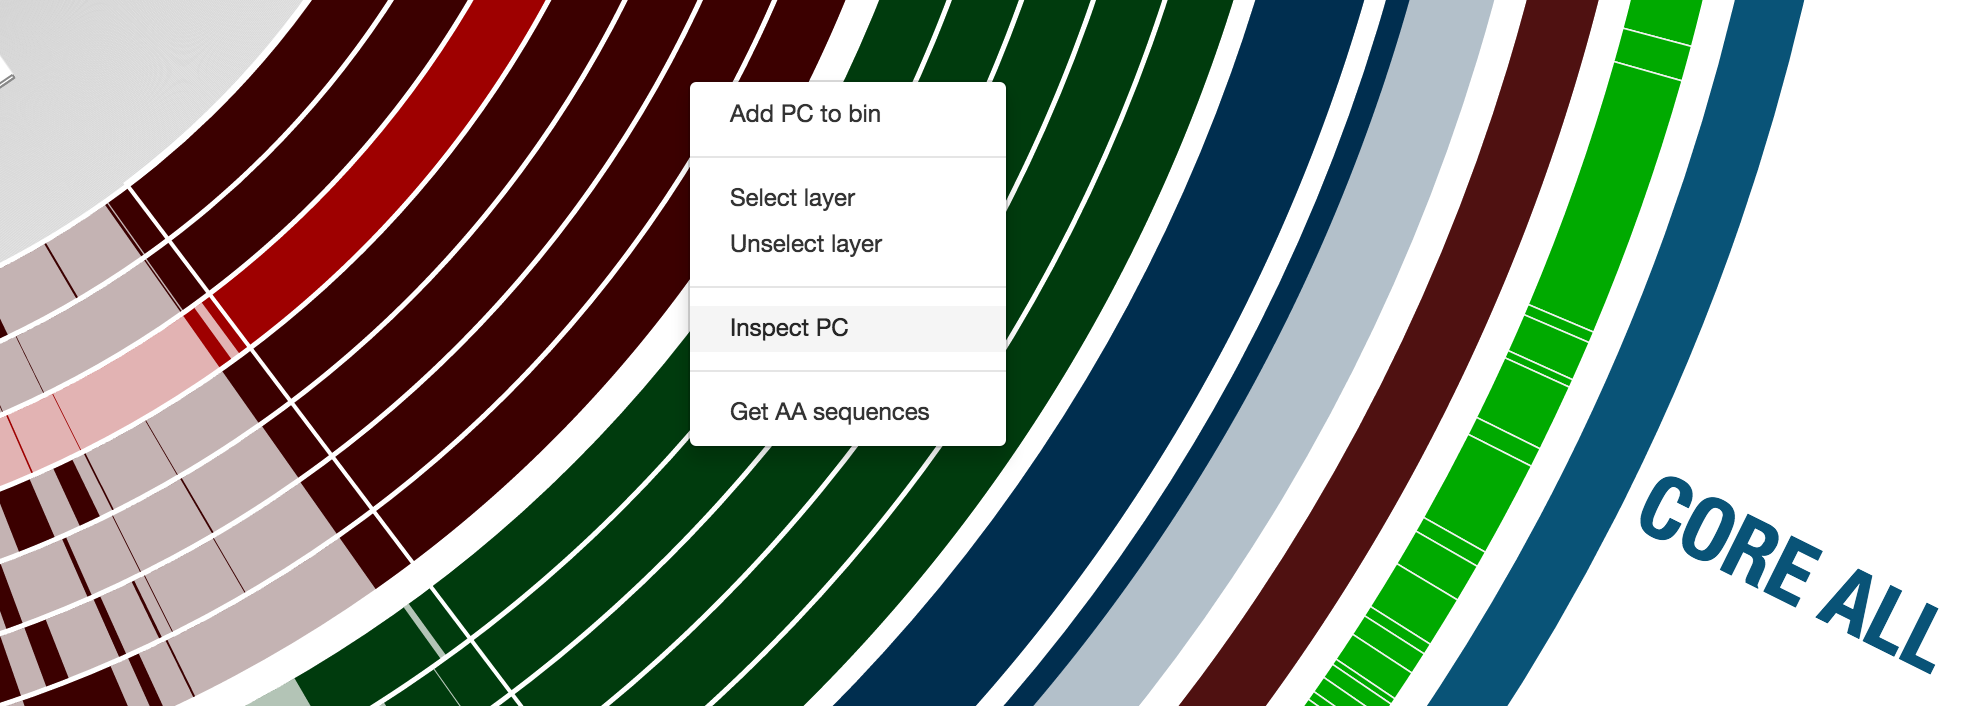 Add PC to bin
Select layer
Unselect layer
Inspect PC
Get AA sequences
CORE ALL